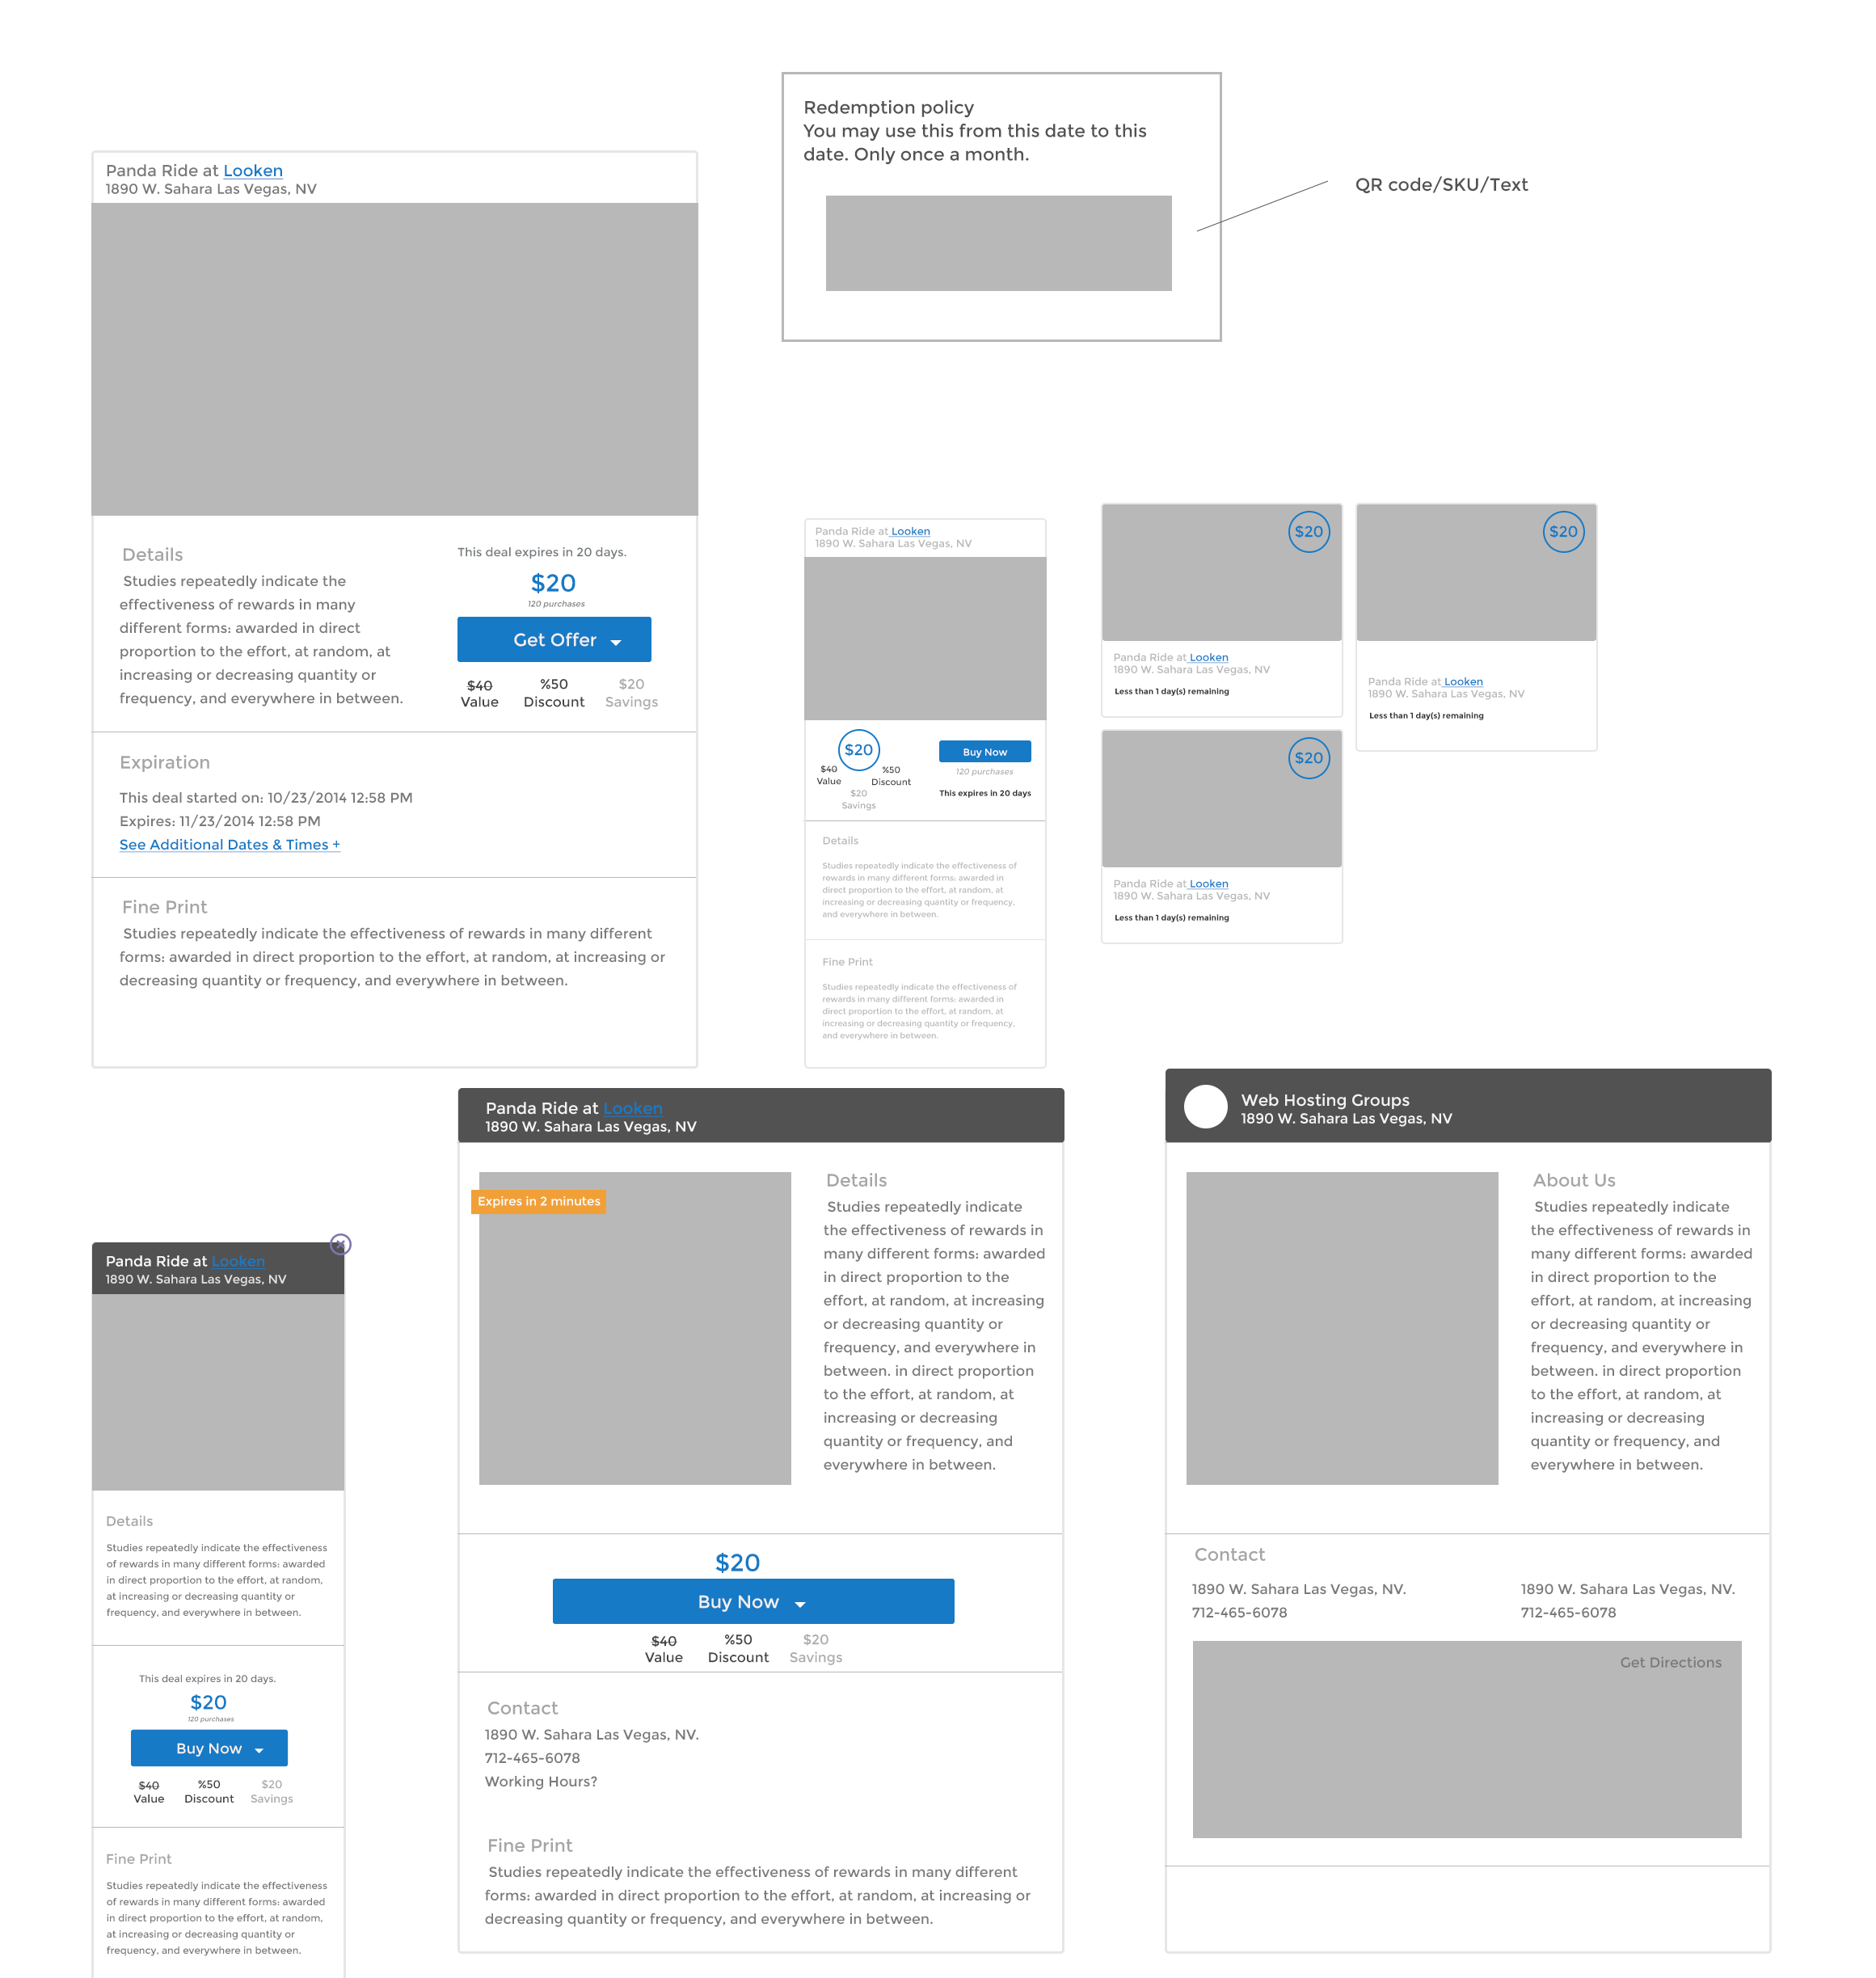 Redemption policy
You may use this from this date to this
date. Only once a month.
QR code/SKU/Text
Panda Ride at Looken
1890 W. Sahara Las Vegas, NV
Details
Studies repeatedly indicate the
effectiveness of rewards in many
different forms: awarded in direct
proportion to the effort, at random, at
increasing or decreasing quantity or
frequency, and everywhere in between.
This deal expires in 20 days.
$20
120 purchases
Get Offer
$40 %50 $20
Value Discount Savings
Expiration
This deal started on: 10/23/2014 12:58 PM
Expires: 11/23/2014 12:58 PM
See Additional Dates & Times +
Fine Print
Studies repeatedly indicate the effectiveness of rewards in many different
forms: awarded in direct proportion to the effort, at random, at increasing or
decreasing quantity or frequency, and everywhere in between.
Panda Ride at Looken
1890 W. Sahara Las Vegas, NV
$20
$40 %50
Value Discount
$20
Savings
Buy Now
120 purchases
This expires in 20 days
Details
Studies repeatedly indicate the effectiveness of
rewards in many different forms: awarded in
direct proportion to the effort, at random, at
increasing or decreasing quantity or frequency,
and everywhere in between.
Fine Print
Studies repeatedly indicate the effectiveness of
rewards in many different forms: awarded in
direct proportion to the effort, at random, at
increasing or decreasing quantity or frequency,
and everywhere in between.
$20
Panda Ride at Looken
1890 W. Sahara Las Vegas, NV
Less than 1 day(s) remaining
$20
Panda Ride at Looken
1890 W. Sahara Las Vegas, NV
Less than 1 day(s) remaining
$20
Panda Ride at Looken
1890 W. Sahara Las Vegas, NV
Less than 1 day(s) remaining
Panda Ride at Looken
1890 W. Sahara Las Vegas, NV
Details
Studies repeatedly indicate the effectiveness
of rewards in many different forms: awarded
in direct proportion to the effort, at random,
at increasing or decreasing quantity or
frequency, and everywhere in between.
This deal expires in 20 days.
$20
120 purchases
Buy Now
$40 %50 $20
Value Discount Savings
Fine Print
Studies repeatedly indicate the effectiveness
of rewards in many different forms: awarded
in direct proportion to the effort, at random,
at increasing or decreasing quantity or
frequency, and everywhere in between.
Panda Ride at Looken
1890 W. Sahara Las Vegas, NV
Expires in 2 minutes
Details
Studies repeatedly indicate
the effectiveness of rewards in
many different forms: awarded
in direct proportion to the
effort, at random, at increasing
or decreasing quantity or
frequency, and everywhere in
between. in direct proportion
to the effort, at random, at
increasing or decreasing
quantity or frequency, and
everywhere in between.
$20
Buy Now
$40 %50 $20
Value Discount Savings
Contact
1890 W. Sahara Las Vegas, NV.
712-465-6078
Working Hours?
Fine Print
Studies repeatedly indicate the effectiveness of rewards in many different
forms: awarded in direct proportion to the effort, at random, at increasing or
decreasing quantity or frequency, and everywhere in between.
Web Hosting Groups
1890 W. Sahara Las Vegas, NV
About Us
Studies repeatedly indicate
the effectiveness of rewards in
many different forms: awarded
in direct proportion to the
effort, at random, at increasing
or decreasing quantity or
frequency, and everywhere in
between. in direct proportion
to the effort, at random, at
increasing or decreasing
quantity or frequency, and
everywhere in between.
Contact
1890 W. Sahara Las Vegas, NV.
712-465-6078
1890 W. Sahara Las Vegas, NV.
712-465-6078
Get Directions